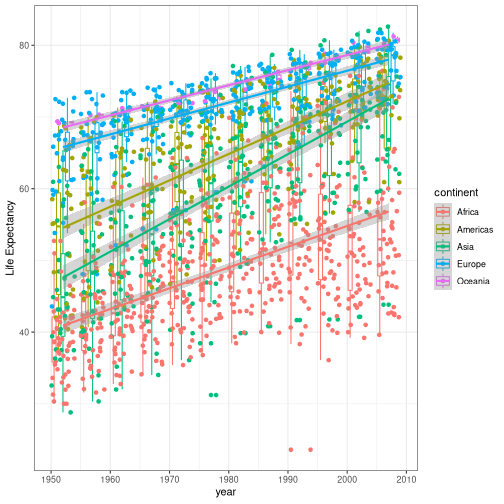 80
60
40
Life Expectancy
1950 1960 1970 1980 1990 2000 2010
year
continent
Africa
Americas
Asia
Europe
Oceania